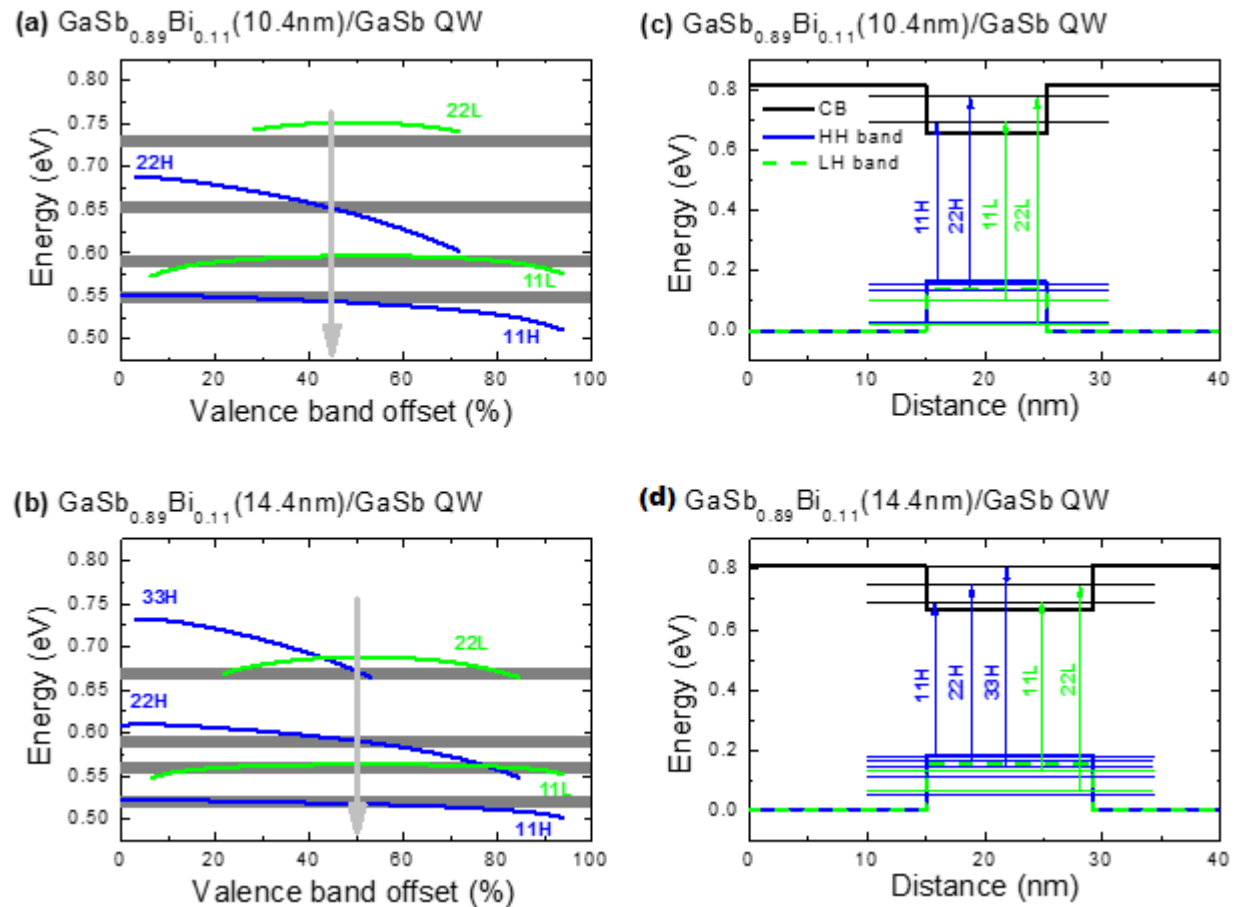 (a) GaSb0.89Bi0.11(10.4nm)/GaSb QW
Energy (eV)
0.80
0.75
0.70
0.65
0.60
0.55
0.50
22L
22H
11L
11H
0 20 40 60 80 100
Valence band offset (%)
(c) GaSb0.89Bi0.11(10.4nm)/GaSb QW
Energy (eV)
0.8
0.6
0.4
0.2
0.0
CB
HH band
LH band
11H
22H
11L
22L
0 10 20 30 40
Distance (nm)
(b) GaSb0.89Bi0.11(14.4nm)/GaSb QW
Energy (eV)
0.80
0.75
0.70
0.65
0.60
0.55
0.50
33H
22L
22H
11L
11H
0 20 40 60 80 100
Valence band offset (%)
(d) GaSb0.89Bi0.11(14.4nm)/GaSb QW
Energy (eV)
0.8
0.6
0.4
0.2
0.0
11H
22H
33H
11L
22L
0 10 20 30 40
Distance (nm)